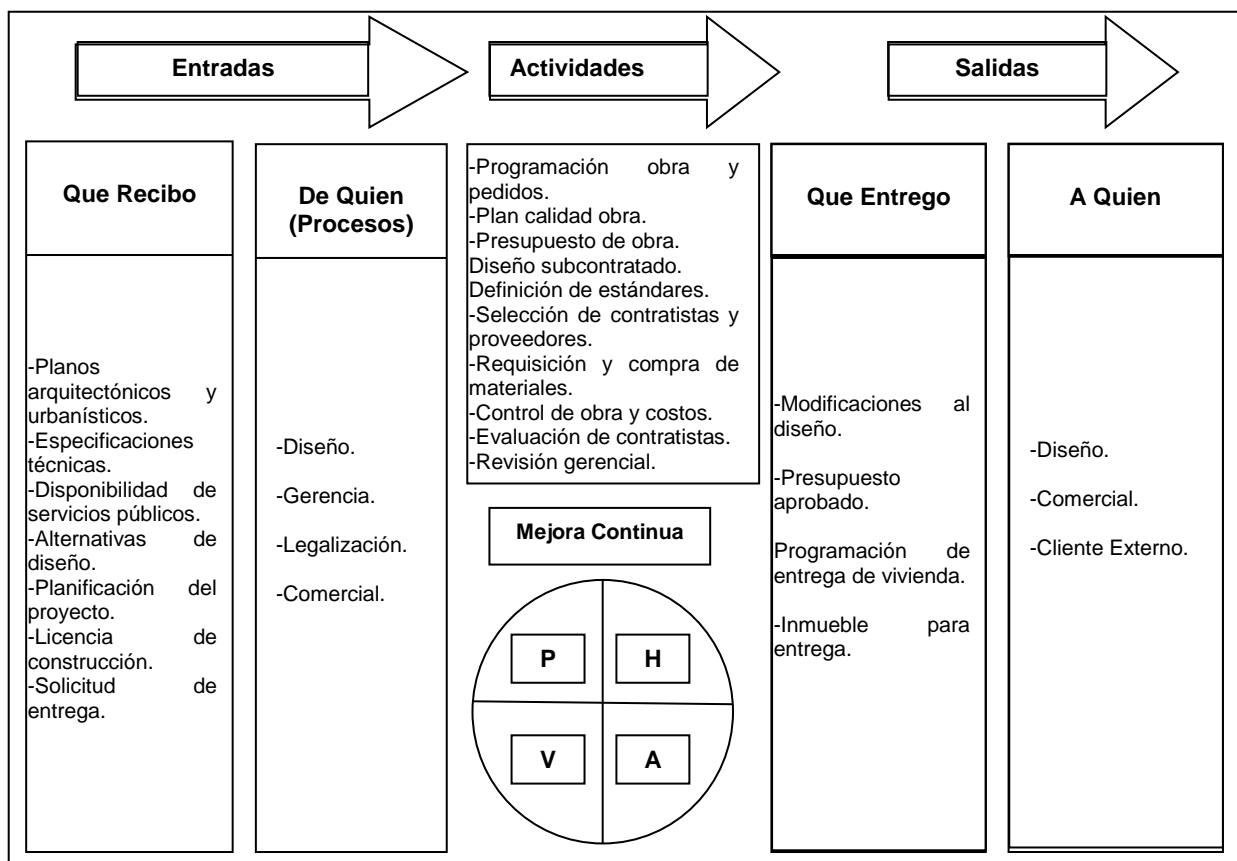 Entradas
Actividades
Salidas
Que Recibo
-Planos
arquitectónicos y
urbanísticos.
-Especificaciones
técnicas.
-Disponibilidad de
servicios públicos.
-Alternativas de
diseño.
-Planificación del
proyecto.
-Licencia de
construcción.
-Solicitud de
entrega.
De Quien
(Procesos)
-Diseño.
-Gerencia.
-Legalización.
-Comercial.
-Programación obra y
pedidos.
-Plan calidad obra.
-Presupuesto de obra.
Diseño subcontratado.
Definición de estándares.
-Selección de contratistas y
proveedores.
-Requisición y compra de
materiales.
-Control de obra y costos.
-Evaluación de contratistas.
-Revisión gerencial.
Mejora Continua
P
H
V
A
Que Entrego
-Modificaciones al
diseño.
-Presupuesto
aprobado.
Programación de
entrega de vivienda.
-Inmueble para
entrega.
A Quien
-Diseño.
-Comercial.
-Cliente Externo.